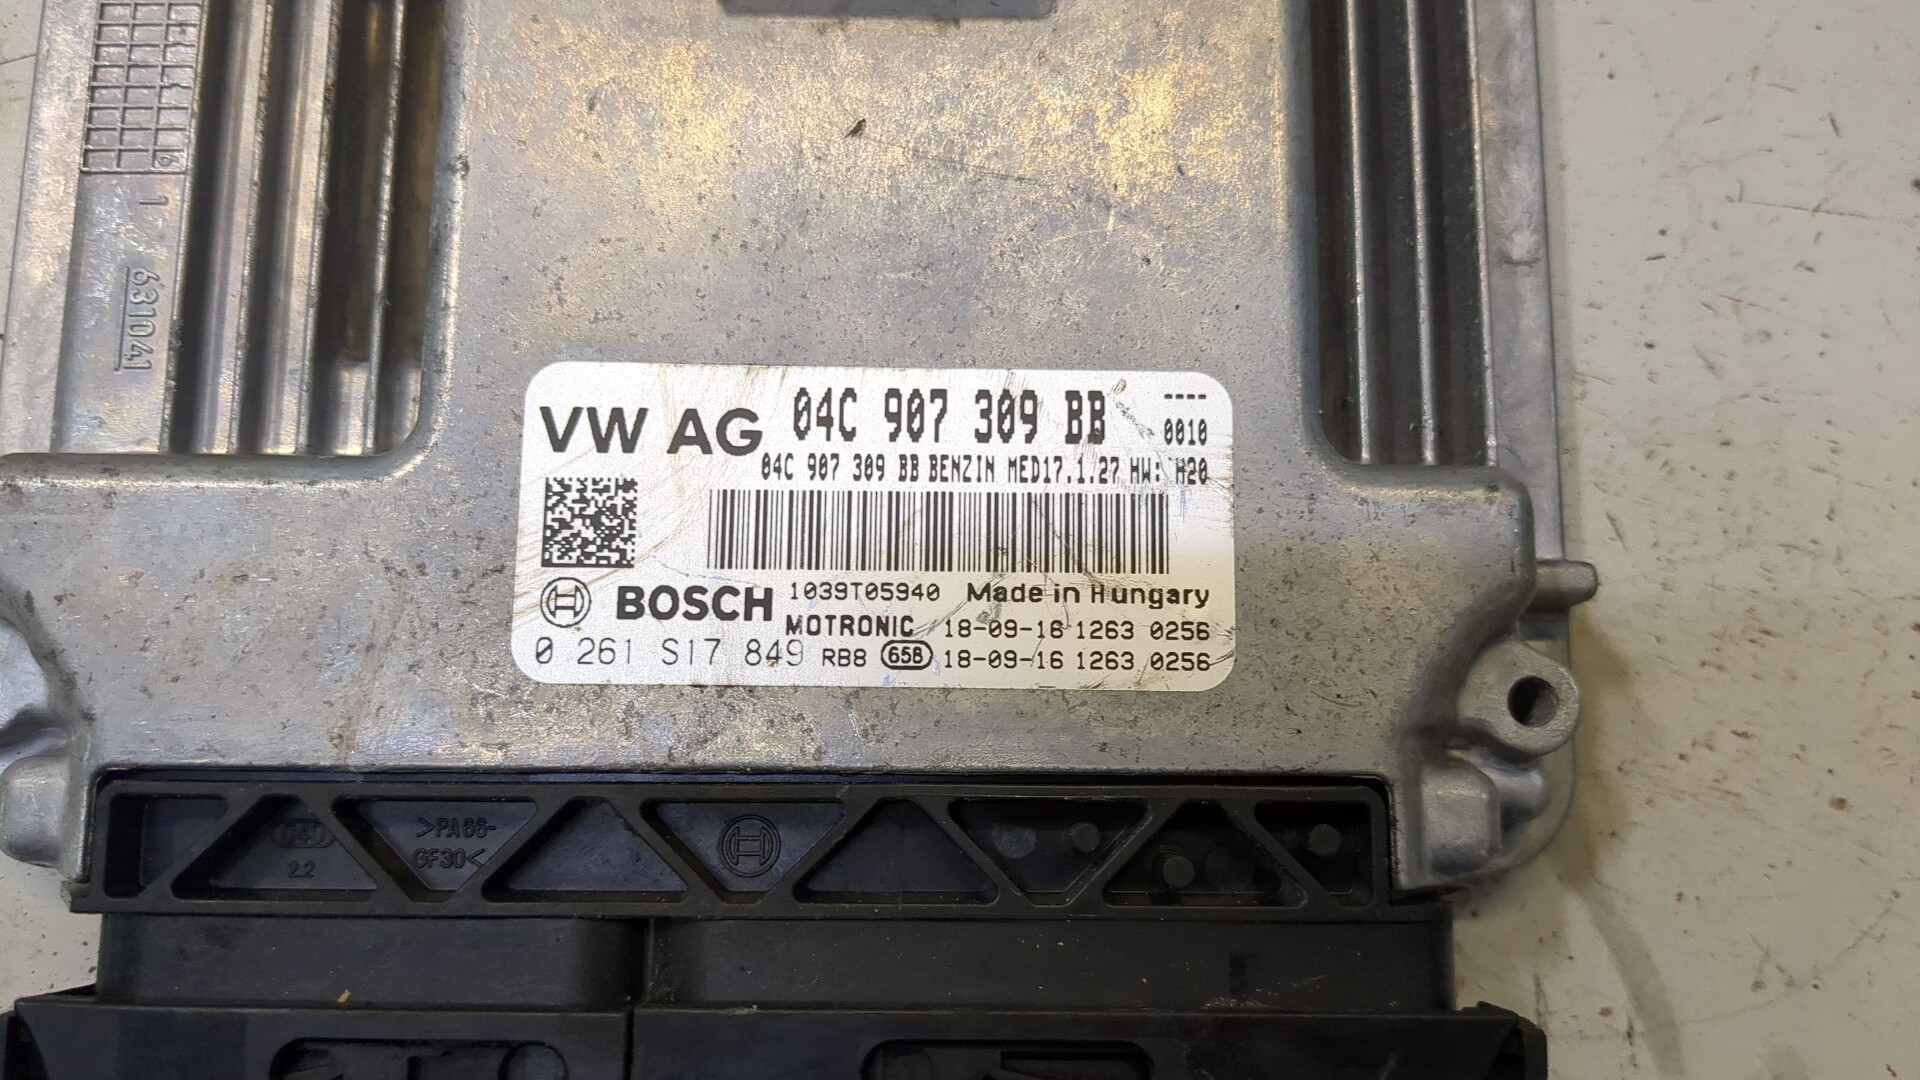 1
631041
VW AG 04C 907 309 BB ----
0010
04C 907 309 BB BENZIN MED17.1.27 HW: H20
BOSCH 1039T05940 Made in Hungary
MOTRONIC 18-09-16 1263 0256
0 261 S17 849 RB8 658 18-09-16 1263 0256
>PA66-
GF30<
2.2